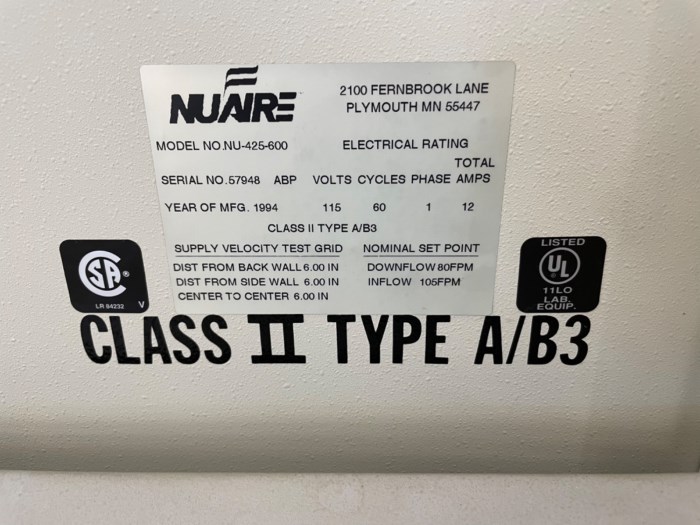 NUAIRE
2100 FERNBROOK LANE
PLYMOUTH MN 55447
MODEL NO.NU-425-600 ELECTRICAL RATING
TOTAL
SERIAL NO.57948 ABP VOLTS CYCLES PHASE AMPS
YEAR OF MFG. 1994 115 60 1 12
CLASS II TYPE A/B3
SUPPLY VELOCITY TEST GRID NOMINAL SET POINT
DIST FROM BACK WALL 6.00 IN DOWNFLOW 80FPM
DIST FROM SIDE WALL 6.00 IN INFLOW 105FPM
CENTER TO CENTER 6.00 IN
SA®
LR 84232 V
LISTED
UL
11LO
LAB.
EQUIP.
CLASS II TYPE A/B3